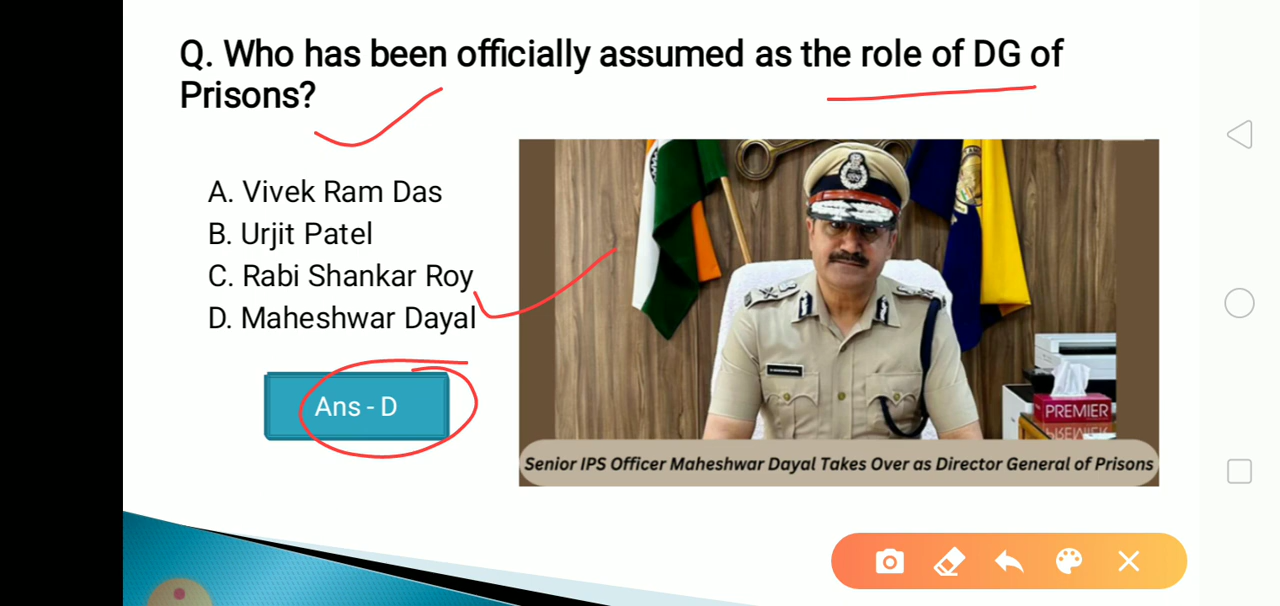 Q. Who has been officially assumed as the role of DG of
Prisons?
A. Vivek Ram Das
B. Urjit Patel
C. Rabi Shankar Roy
D. Maheshwar Dayal
Ans - D
PREMIER
PREMIER
Senior IPS Officer Maheshwar Dayal Takes Over as Director General of Prisons